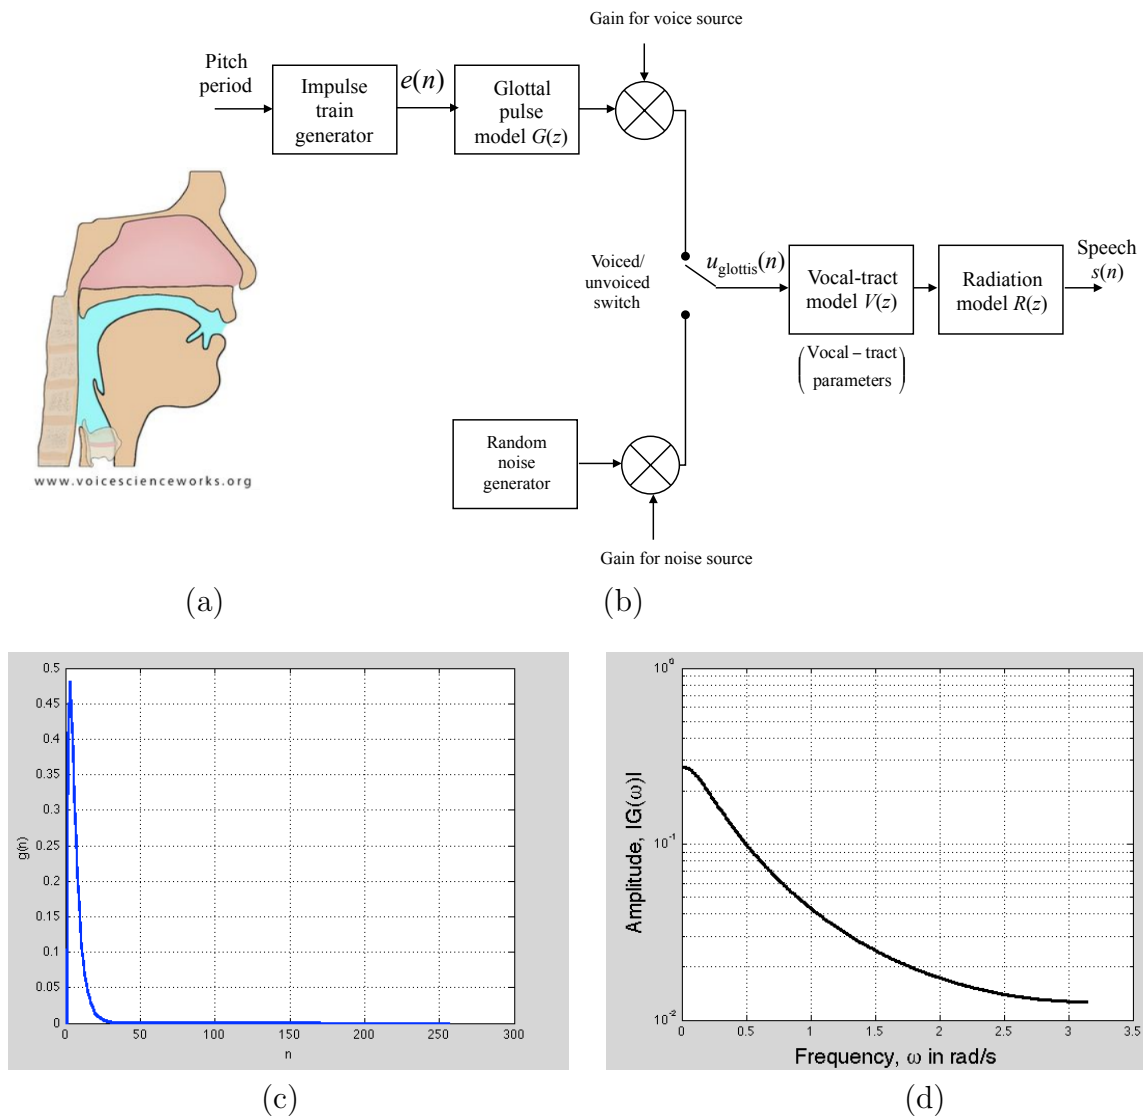 Gain for voice source
Pitch
period
Impulse
train
generator
e(n)
Glottal
pulse
model G(z)
Voiced/
unvoiced
switch
u_glottis(n)
Vocal-tract
model V(z)
Radiation
model R(z)
Speech
s(n)
(Vocal – tract
parameters)
Random
noise
generator
Gain for noise source
www.voicescienceworks.org
(a)
(b)
0.5
0.45
0.4
0.35
0.3
0.25
0.2
0.15
0.1
0.05
0
g(n)
0 50 100 150 200 250 300
n
10^0
10^-1
10^-2
Amplitude, |G(ω)|
0 0.5 1 1.5 2 2.5 3 3.5
Frequency, ω in rad/s
(c)
(d)